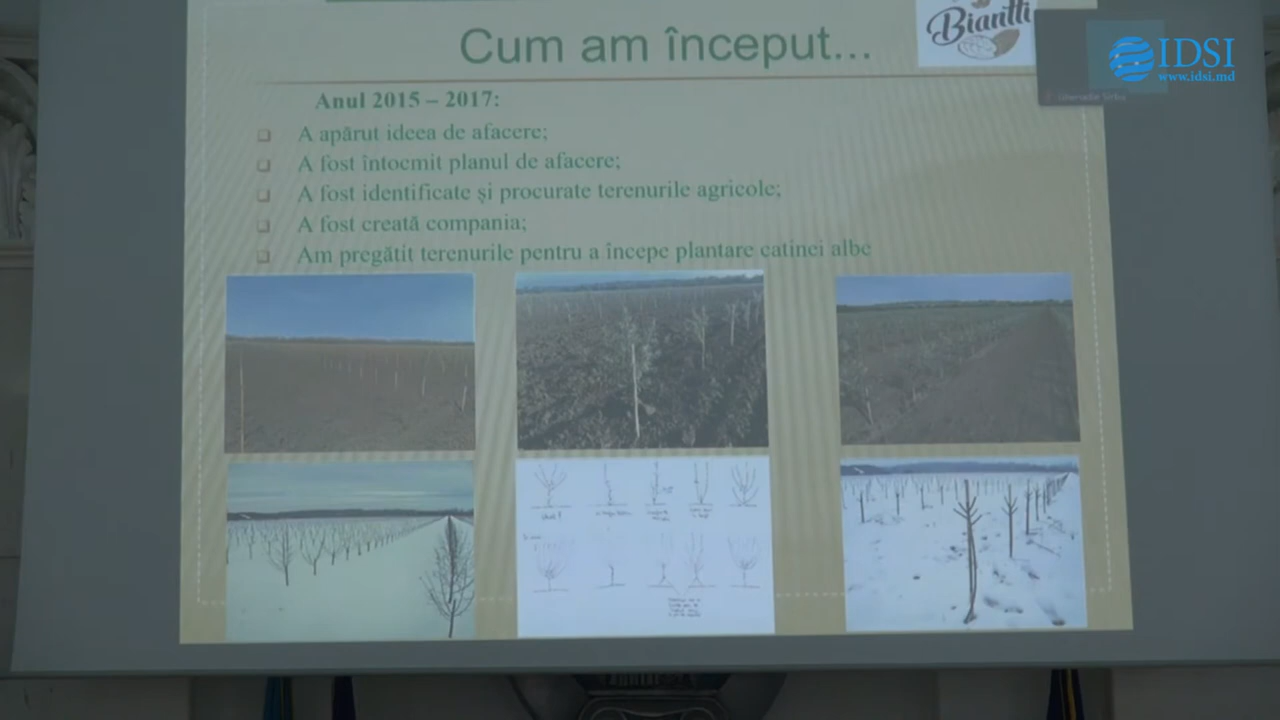 Cum am început...
Biantti
IDSI
www.idsi.md
Anul 2015 – 2017:
A apărut ideea de afacere;
A fost întocmit planul de afacere;
A fost identificate și procurate terenurile agricole;
A fost creată compania;
Am pregătit terenurile pentru a începe plantare catinei albe